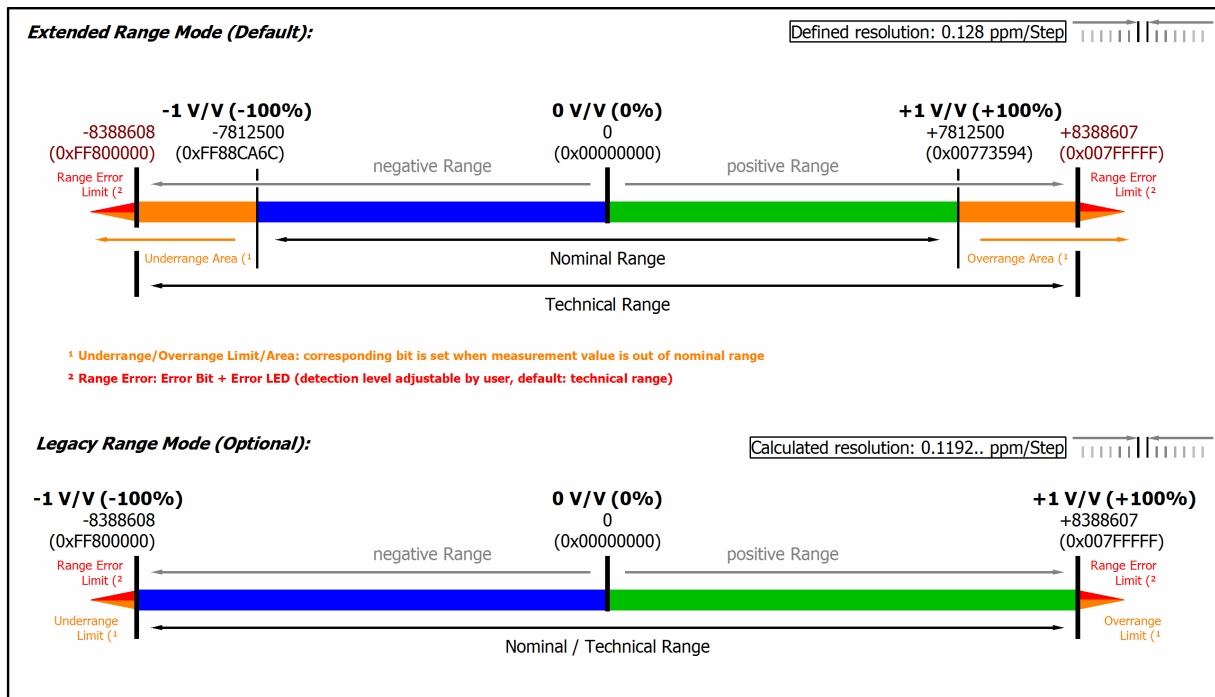 Extended Range Mode (Default):
Defined resolution: 0.128 ppm/Step
-1 V/V (-100%)
0 V/V (0%)
+1 V/V (+100%)
-8388608
-7812500
0
+7812500
+8388607
(0xFF800000)
(0xFF88CA6C)
(0x00000000)
(0x00773594)
(0x007FFFFF)
negative Range
positive Range
Range Error
Limit (²
Range Error
Limit (²
Underrange Area (¹
Nominal Range
Overrange Area (¹
Technical Range
¹ Underrange/Overrange Limit/Area: corresponding bit is set when measurement value is out of nominal range
² Range Error: Error Bit + Error LED (detection level adjustable by user, default: technical range)
Legacy Range Mode (Optional):
Calculated resolution: 0.1192.. ppm/Step
-1 V/V (-100%)
0 V/V (0%)
+1 V/V (+100%)
-8388608
0
+8388607
(0xFF800000)
(0x00000000)
(0x007FFFFF)
negative Range
positive Range
Range Error
Limit (²
Range Error
Limit (²
Underrange
Limit (¹
Overrange
Limit (¹
Nominal / Technical Range